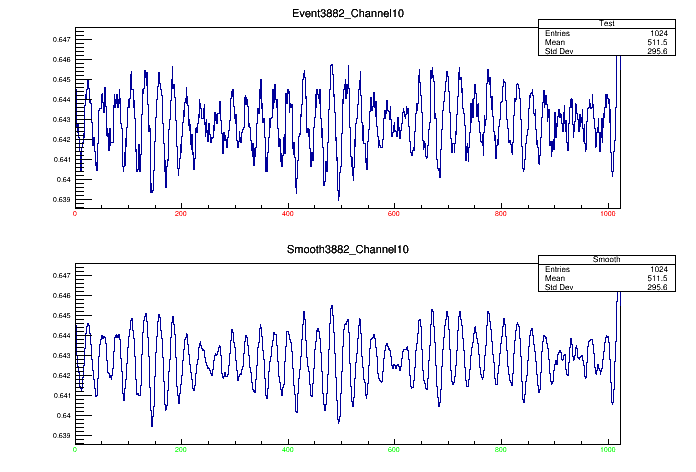 Event3882_Channel10
Test
Entries 1024
Mean 511.5
Std Dev 295.6
0.647
0.646
0.645
0.644
0.643
0.642
0.641
0.64
0.639
0 200 400 600 800 1000
Smooth3882_Channel10
Smooth
Entries 1024
Mean 511.5
Std Dev 295.6
0.647
0.646
0.645
0.644
0.643
0.642
0.641
0.64
0.639
0 200 400 600 800 1000